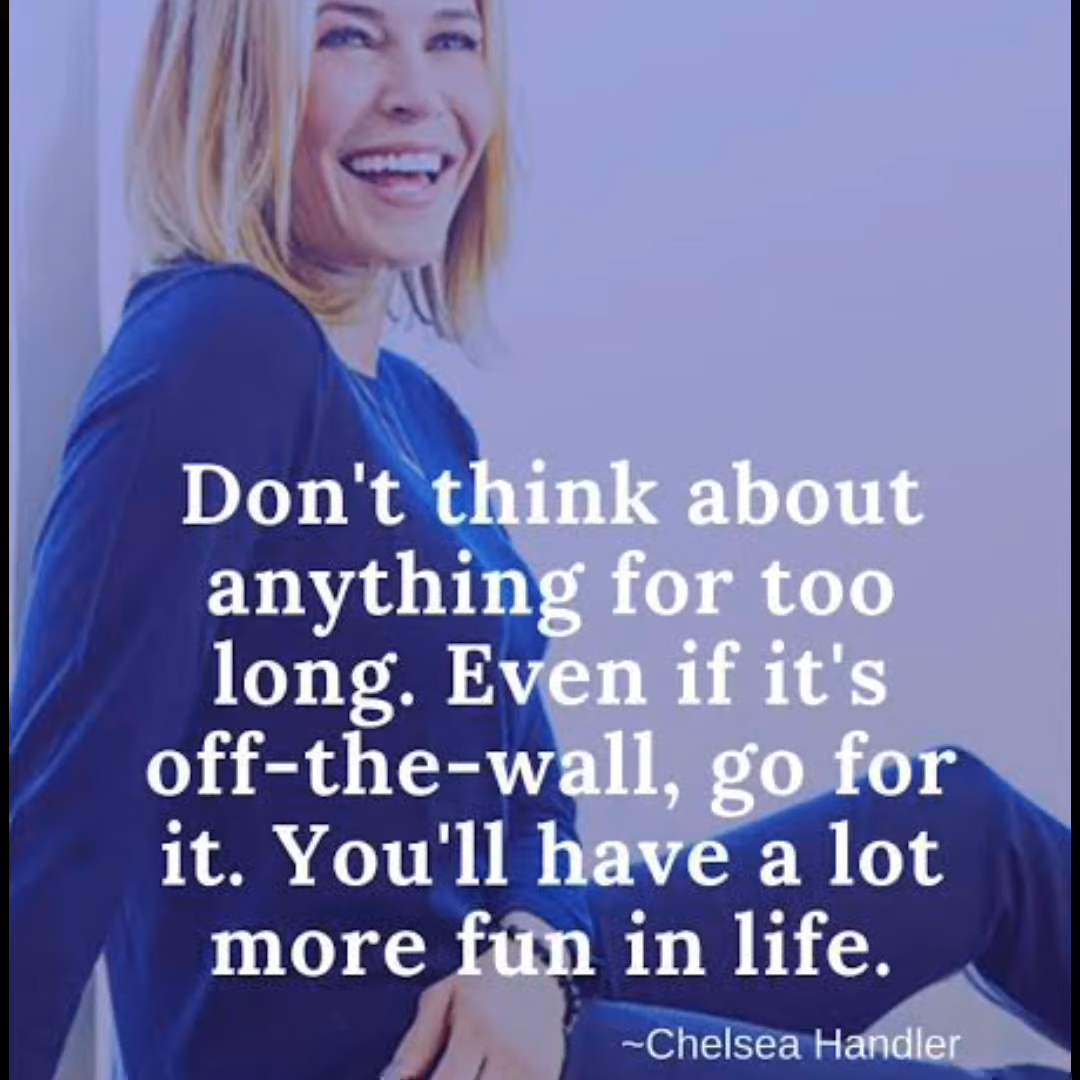 Don't think about
anything for too
long. Even if it's
off-the-wall, go for
it. You'll have a lot
more fun in life.
~Chelsea Handler